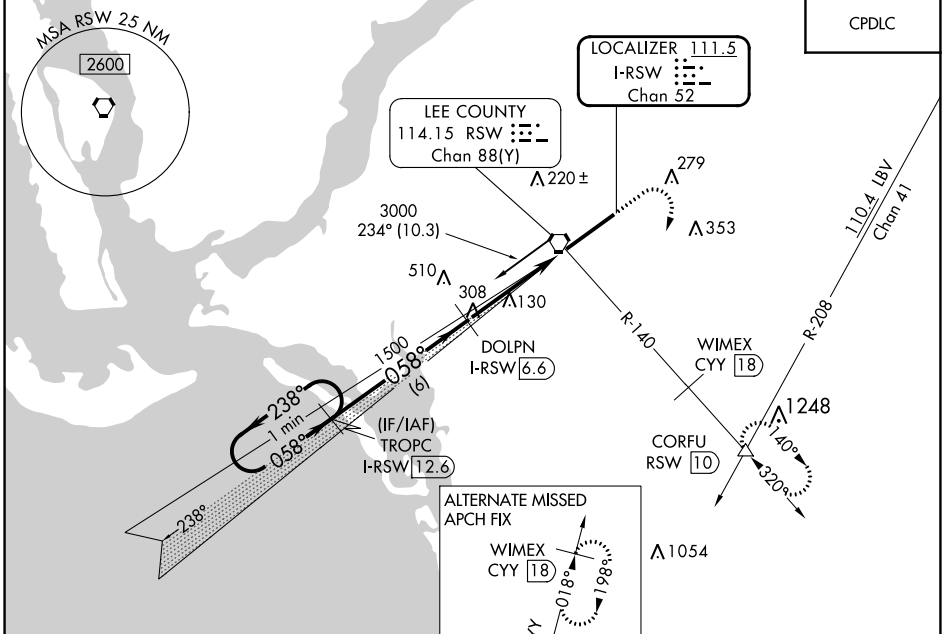 MSA RSW 25 NM
2600
CPDLC
LOCALIZER 111.5
I-RSW
Chan 52
LEE COUNTY
114.15 RSW
Chan 88(Y)
220 ±
279
353
110.4 LBV
Chan 41
3000
234° (10.3)
510
308
130
R-140
R-208
DOLPN
I-RSW 6.6
1500
058°
(6)
WIMEX
CYY 18
238°
1 min
058°
(IF/IAF)
TROPC
I-RSW 12.6
1248
140°
320°
CORFU
RSW 10
238°
ALTERNATE MISSED
APCH FIX
WIMEX
CYY 18
018°
198°
1054